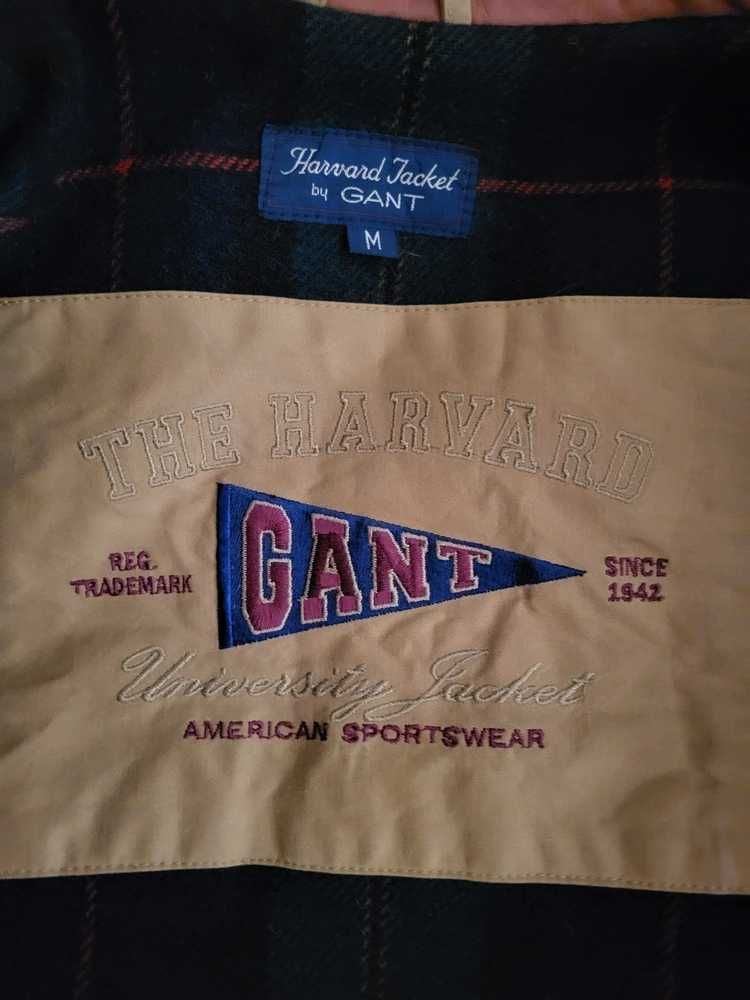 Harvard Jacket
by GANT
M
THE HARVARD
GANT
REG.
TRADEMARK
SINCE
1942
University Jacket
AMERICAN SPORTSWEAR